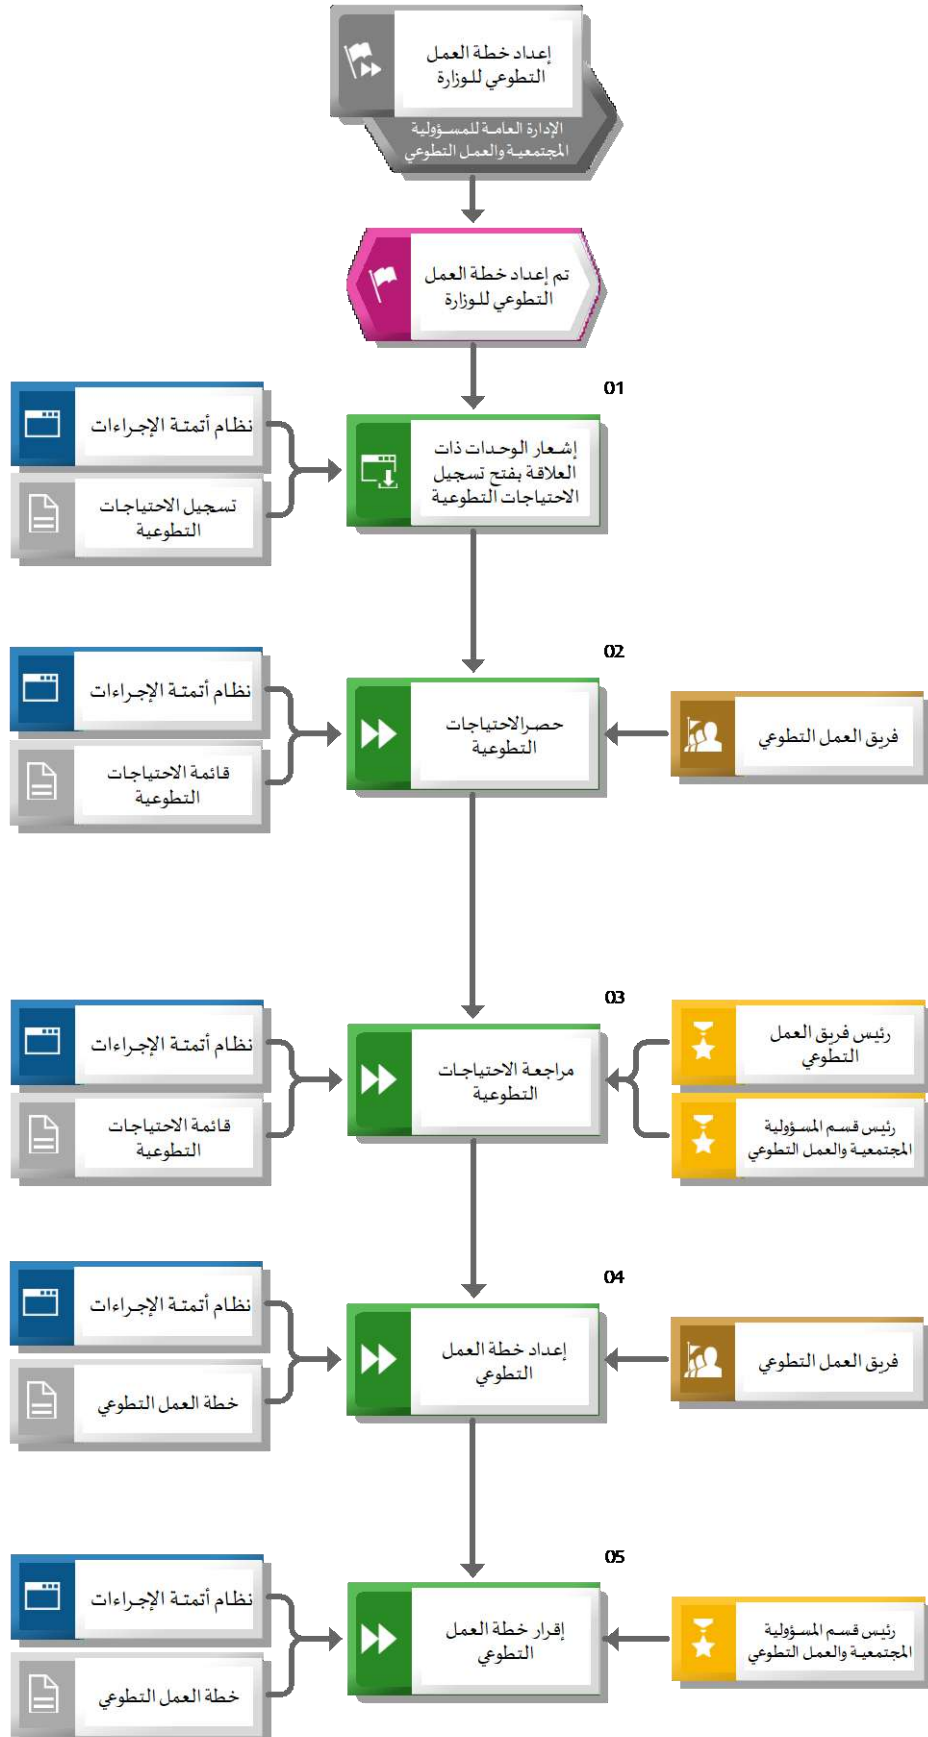 إعداد خطة العمل
التطوعي للوزارة
الإدارة العامة للمسؤولية
المجتمعية والعمل التطوعي
تم إعداد خطة العمل
التطوعي للوزارة
01
إشعار الوحدات ذات
العلاقة بفتح تسجيل
الاحتياجات التطوعية
نظام أتمتة الإجراءات
تسجيل الاحتياجات
التطوعية
02
فريق العمل التطوعي
حصر الاحتياجات
التطوعية
نظام أتمتة الإجراءات
قائمة الاحتياجات
التطوعية
03
رئيس فريق العمل
التطوعي
رئيس قسم المسؤولية
المجتمعية والعمل التطوعي
مراجعة الاحتياجات
التطوعية
نظام أتمتة الإجراءات
قائمة الاحتياجات
التطوعية
04
فريق العمل التطوعي
إعداد خطة العمل
التطوعي
نظام أتمتة الإجراءات
خطة العمل التطوعي
05
رئيس قسم المسؤولية
المجتمعية والعمل التطوعي
إقرار خطة العمل
التطوعي
نظام أتمتة الإجراءات
خطة العمل التطوعي